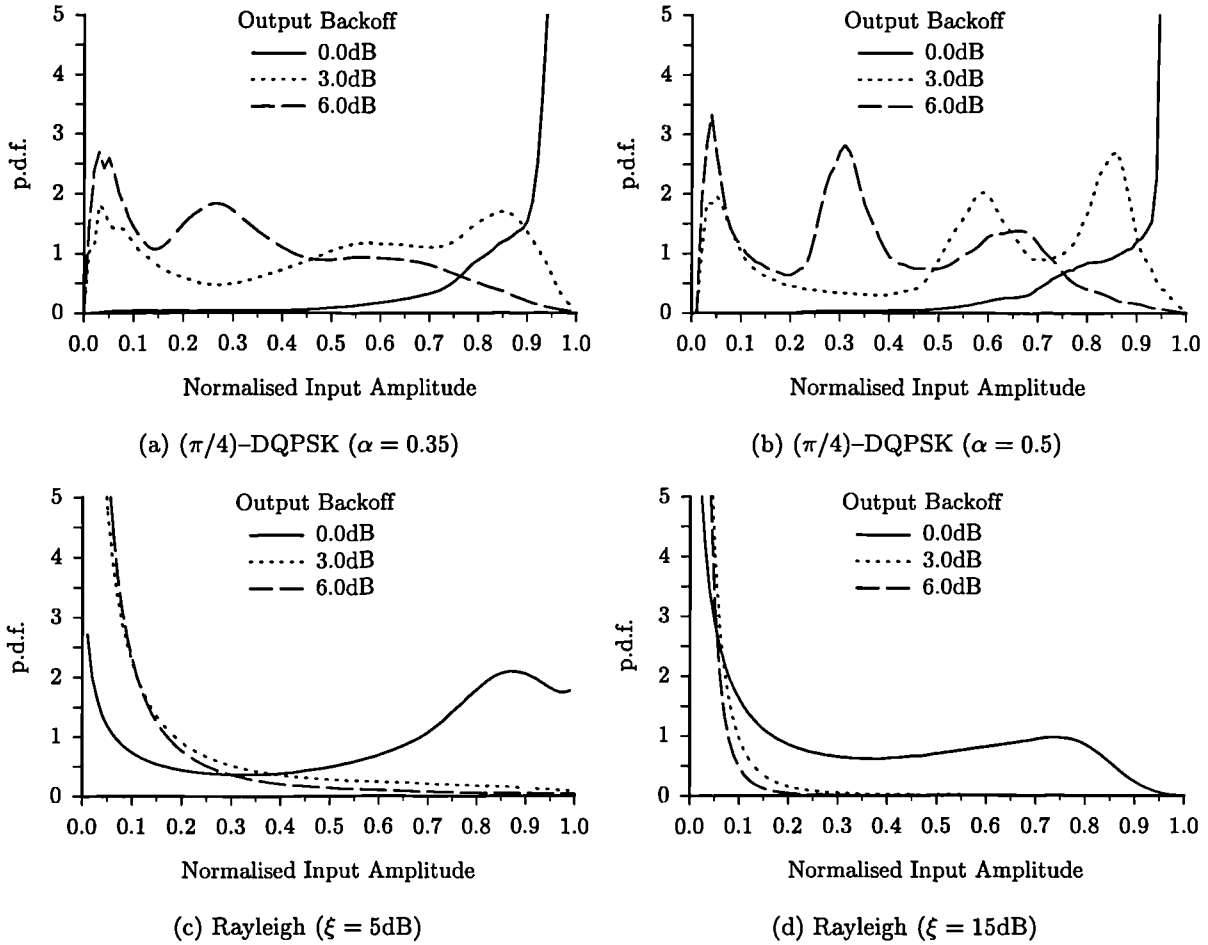 Output Backoff
0.0dB
3.0dB
6.0dB
5
4
3
2
1
0
p.d.f.
0.0 0.1 0.2 0.3 0.4 0.5 0.6 0.7 0.8 0.9 1.0
Normalised Input Amplitude
(a) (π/4)–DQPSK (α = 0.35)
Output Backoff
0.0dB
3.0dB
6.0dB
5
4
3
2
1
0
p.d.f.
0.0 0.1 0.2 0.3 0.4 0.5 0.6 0.7 0.8 0.9 1.0
Normalised Input Amplitude
(b) (π/4)–DQPSK (α = 0.5)
Output Backoff
0.0dB
3.0dB
6.0dB
5
4
3
2
1
0
p.d.f.
0.0 0.1 0.2 0.3 0.4 0.5 0.6 0.7 0.8 0.9 1.0
Normalised Input Amplitude
(c) Rayleigh (ξ = 5dB)
Output Backoff
0.0dB
3.0dB
6.0dB
5
4
3
2
1
0
p.d.f.
0.0 0.1 0.2 0.3 0.4 0.5 0.6 0.7 0.8 0.9 1.0
Normalised Input Amplitude
(d) Rayleigh (ξ = 15dB)